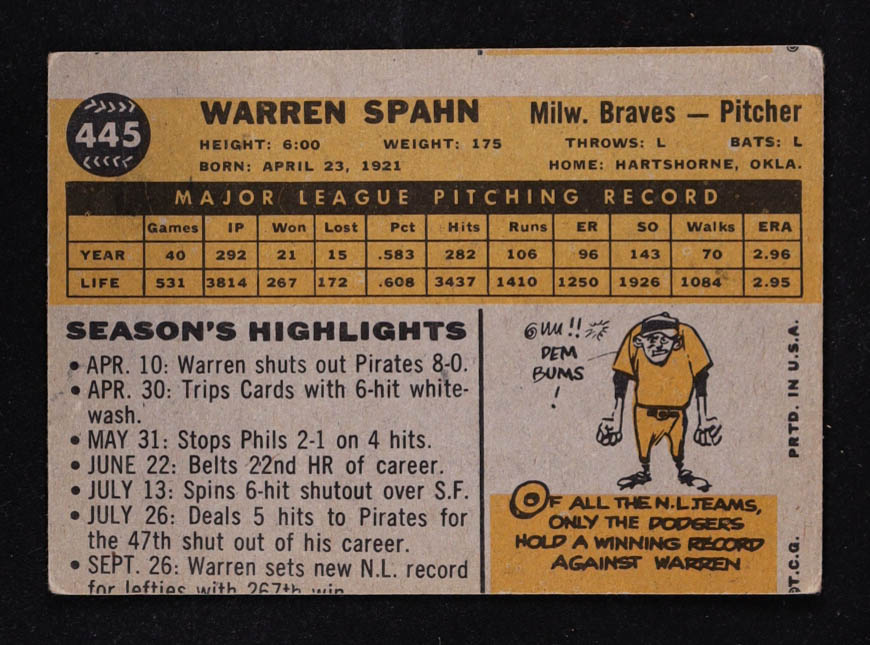 445
WARREN SPAHN Milw. Braves — Pitcher
HEIGHT: 6:00 WEIGHT: 175 THROWS: L BATS: L
BORN: APRIL 23, 1921 HOME: HARTSHORNE, OKLA.
MAJOR LEAGUE PITCHING RECORD
Games IP Won Lost Pct Hits Runs ER SO Walks ERA
YEAR 40 292 21 15 .583 282 106 96 143 70 2.96
LIFE 531 3814 267 172 .608 3437 1410 1250 1926 1084 2.95
SEASON'S HIGHLIGHTS
• APR. 10: Warren shuts out Pirates 8-0.
• APR. 30: Trips Cards with 6-hit white-
wash.
• MAY 31: Stops Phils 2-1 on 4 hits.
• JUNE 22: Belts 22nd HR of career.
• JULY 13: Spins 6-hit shutout over S.F.
• JULY 26: Deals 5 hits to Pirates for
the 47th shut out of his career.
• SEPT. 26: Warren sets new N.L. record
for lefties with 267th win.
DEM
BUMS
!
OF ALL THE N.L. TEAMS,
ONLY THE DODGERS
HOLD A WINNING RECORD
AGAINST WARREN
©T.C.G. PRTD. IN U.S.A.